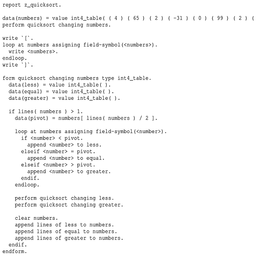 report z_quicksort.
data(numbers) = value int4_table( ( 4 ) ( 65 ) ( 2 ) ( -31 ) ( 0 ) ( 99 ) ( 2 ) (
perform quicksort changing numbers.
write `[`.
loop at numbers assigning field-symbol(<numbers>).
write <numbers>.
endloop.
write `]`.
form quicksort changing numbers type int4_table.
data(less) = value int4_table( ).
data(equal) = value int4_table( ).
data(greater) = value int4_table( ).
if lines( numbers ) > 1.
data(pivot) = numbers[ lines( numbers ) / 2 ].
loop at numbers assigning field-symbol(<number>).
if <number> < pivot.
append <number> to less.
elseif <number> = pivot.
append <number> to equal.
elseif <number> > pivot.
append <number> to greater.
endif.
endloop.
perform quicksort changing less.
perform quicksort changing greater.
clear numbers.
append lines of less to numbers.
append lines of equal to numbers.
append lines of greater to numbers.
endif.
endform.